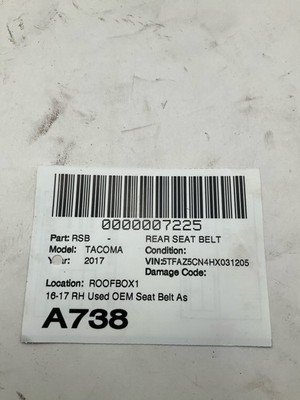 0000007225
Part: RSB - REAR SEAT BELT
Model: TACOMA Condition:
Year: 2017 VIN:5TFAZ5CN4HX031205
Damage Code:
Location: ROOFBOX1
16-17 RH Used OEM Seat Belt As
A738